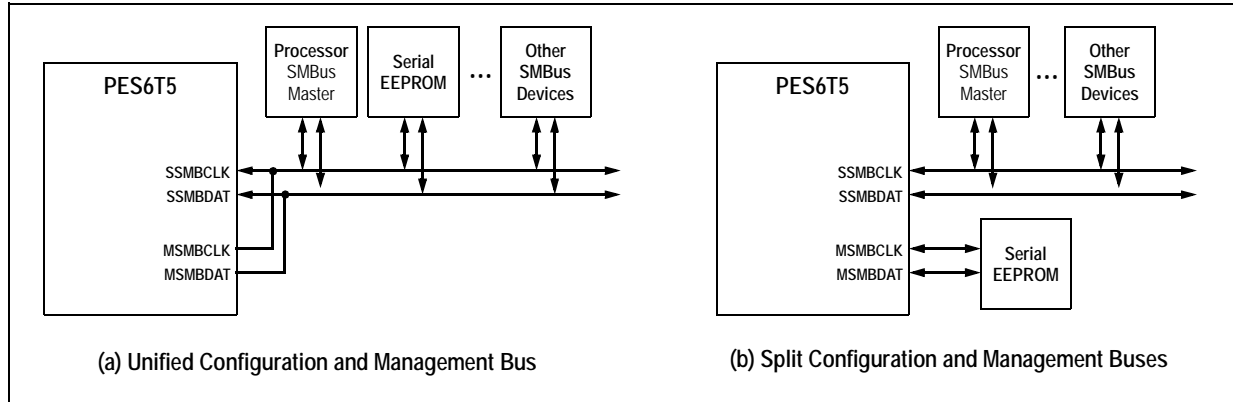 PES6T5
Processor
SMBus
Master
Serial
EEPROM
...
Other
SMBus
Devices
SSMBCLK
SSMBDAT
MSMBCLK
MSMBDAT
(a) Unified Configuration and Management Bus
PES6T5
Processor
SMBus
Master
...
Other
SMBus
Devices
SSMBCLK
SSMBDAT
MSMBCLK
MSMBDAT
Serial
EEPROM
(b) Split Configuration and Management Buses